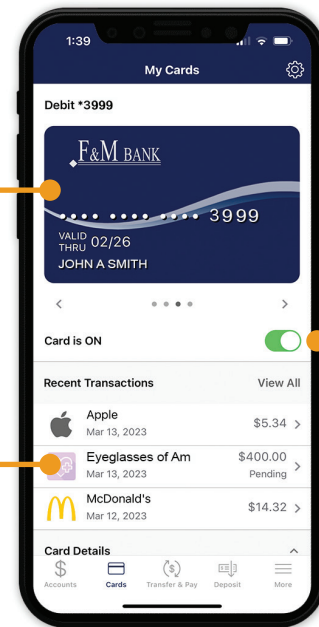 1:39
My Cards
Debit *3999
F&M BANK
•••• •••• •••• 3999
VALID
THRU 02/26
JOHN A SMITH
Card is ON
Recent Transactions View All
Apple
$5.34
Mar 13, 2023
Eyeglasses of Am $400.00
Mar 13, 2023 Pending
McDonald's
$14.32
Mar 12, 2023
Card Details
Accounts Cards Transfer & Pay Deposit More